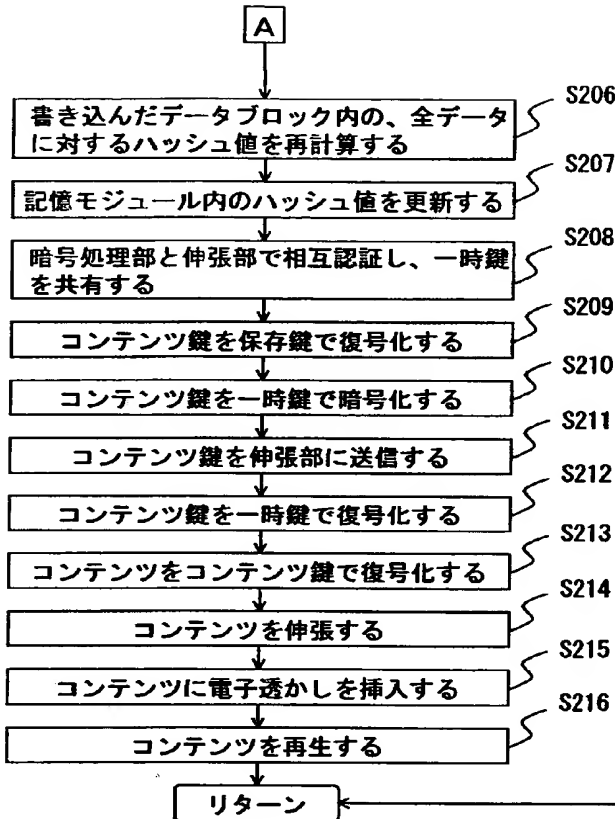 A
S206
書き込んだデータブロック内の、全データ
に対するハッシュ値を再計算する
S207
記憶モジュール内のハッシュ値を更新する
S208
暗号処理部と伸張部で相互認証し、一時鍵
を共有する
S209
コンテンツ鍵を保存鍵で復号化する
S210
コンテンツ鍵を一時鍵で暗号化する
S211
コンテンツ鍵を伸張部に送信する
S212
コンテンツ鍵を一時鍵で復号化する
S213
コンテンツをコンテンツ鍵で復号化する
S214
コンテンツを伸張する
S215
コンテンツに電子透かしを挿入する
S216
コンテンツを再生する
リターン